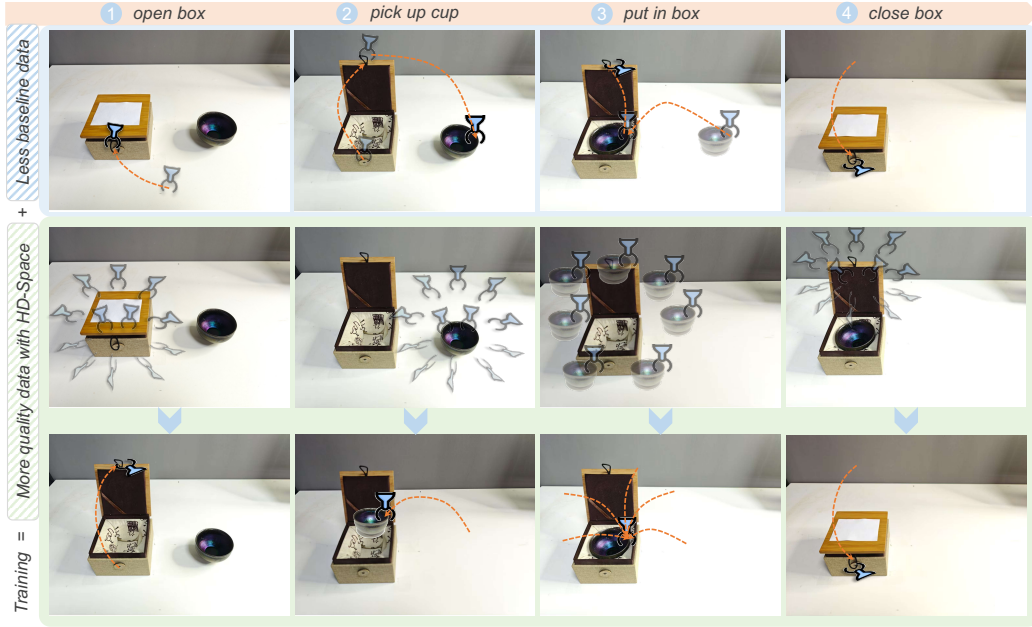 1 open box
2 pick up cup
3 put in box
4 close box
Less baseline data
+
More quality data with HD-Space
Training =